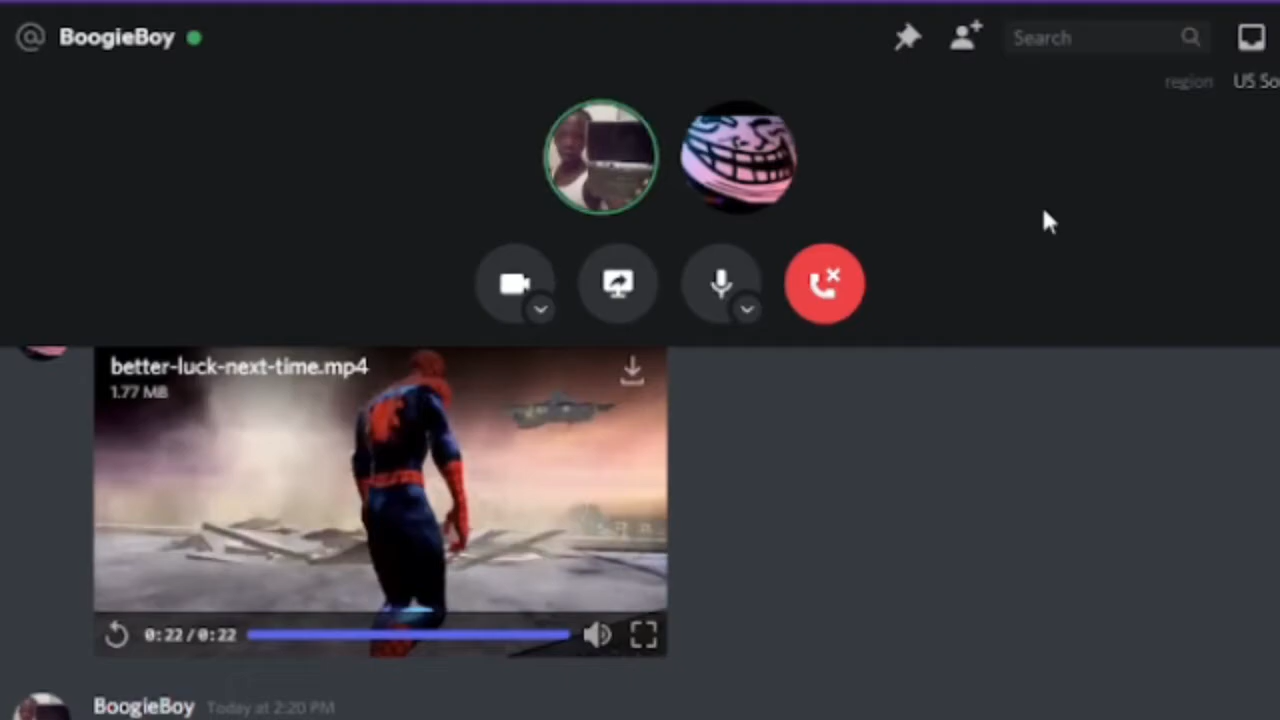 BoogieBoy
Search
region US So
better-luck-next-time.mp4
1.77 MB
0:22/0:22
BoogieBoy Today at 2:20 PM